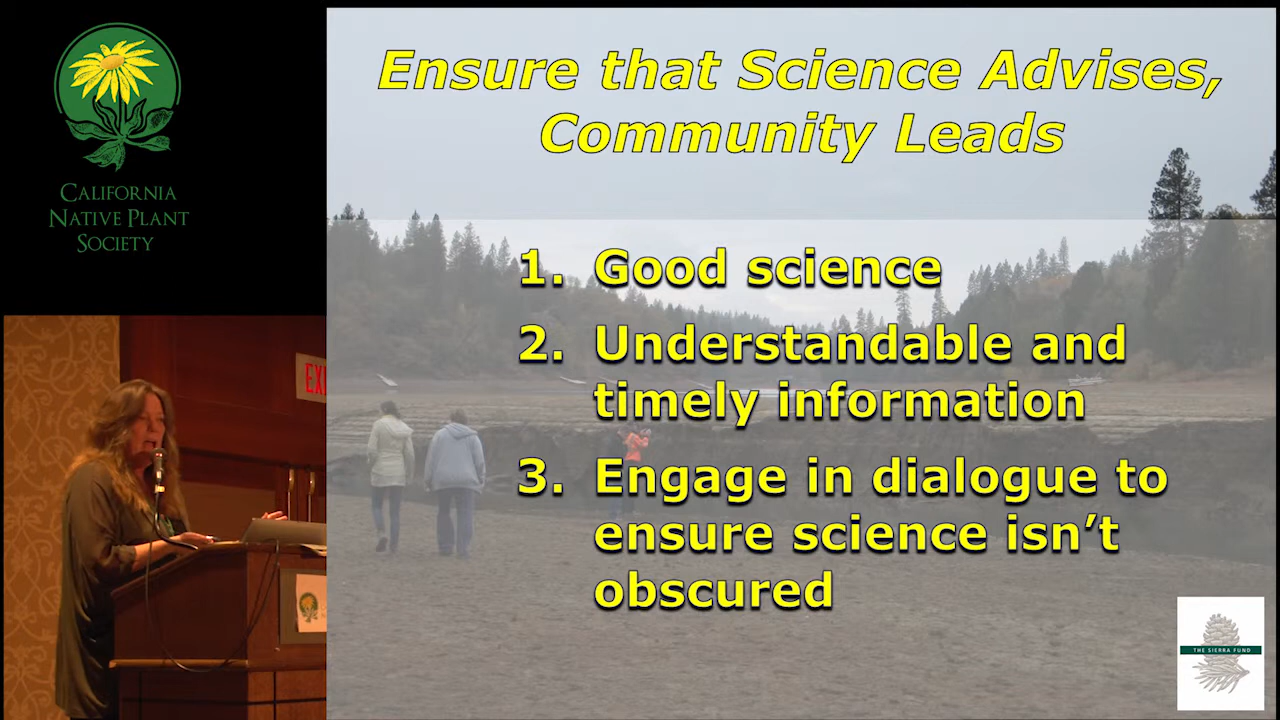 CALIFORNIA
NATIVE PLANT
SOCIETY
Ensure that Science Advises,
Community Leads
1. Good science
2. Understandable and
timely information
3. Engage in dialogue to
ensure science isn’t
obscured
THE SIERRA FUND